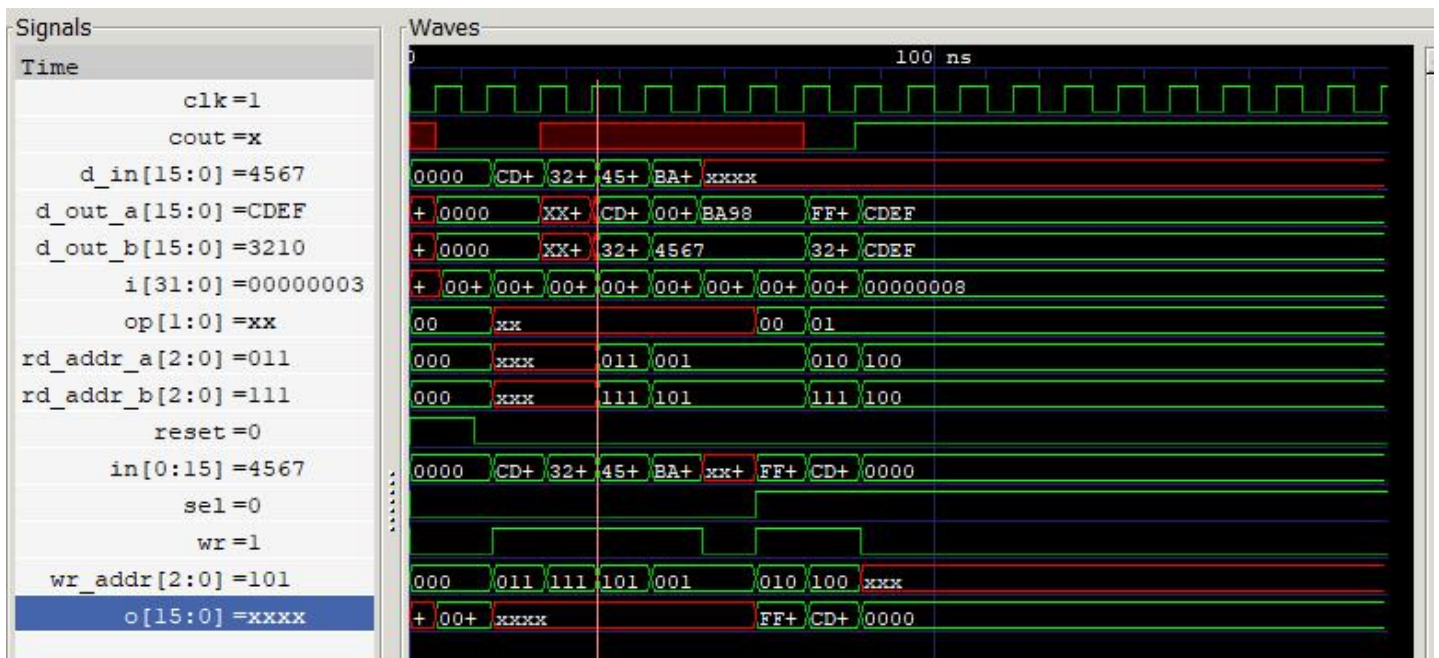 Signals Waves
Time 0 100 ns
clk =1
cout =x
d_in[15:0] =4567 0000 CD+ 32+ 45+ BA+ xxxx
d_out_a[15:0] =CDEF + 0000 XX+ CD+ 00+ BA98 FF+ CDEF
d_out_b[15:0] =3210 + 0000 XX+ 32+ 4567 32+ CDEF
i[31:0] =00000003 + 00+ 00+ 00+ 00+ 00+ 00+ 00+ 00+ 00000008
op[1:0] =xx 00 xx 00 01
rd_addr_a[2:0] =011 000 xxx 011 001 010 100
rd_addr_b[2:0] =111 000 xxx 111 101 111 100
reset =0
in[0:15] =4567 0000 CD+ 32+ 45+ BA+ xx+ FF+ CD+ 0000
sel =0
wr =1
wr_addr[2:0] =101 000 011 111 101 001 010 100 xxx
o[15:0] =xxxx + 00+ xxxx FF+ CD+ 0000